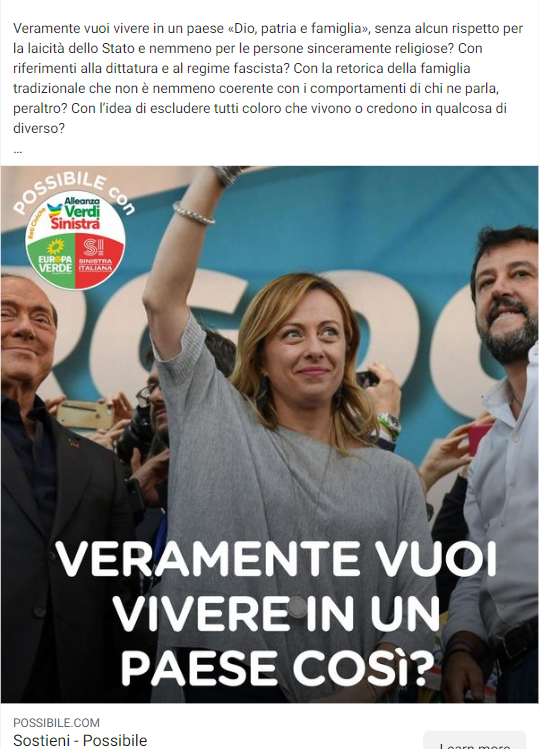 Veramente vuoi vivere in un paese «Dio, patria e famiglia», senza alcun rispetto per
la laicità dello Stato e nemmeno per le persone sinceramente religiose? Con
riferimenti alla dittatura e al regime fascista? Con la retorica della famiglia
tradizionale che non è nemmeno coerente con i comportamenti di chi ne parla,
peraltro? Con l'idea di escludere tutti coloro che vivono o credono in qualcosa di
diverso?
...
POSSIBILE con
Alleanza
Verdi
Sinistra
Reti Civiche
EUROPA
VERDE
S!
SINISTRA
ITALIANA
VERAMENTE VUOI
VIVERE IN UN
PAESE COSÌ?
POSSIBILE.COM
Sostieni - Possibile
Learn more